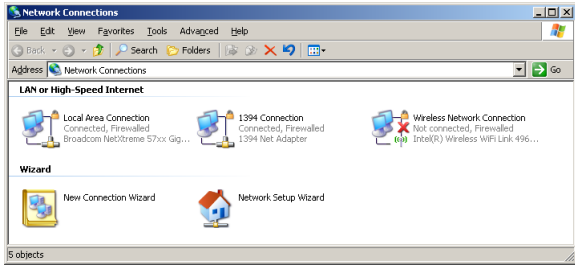 Network Connections
File Edit View Favorites Tools Advanced Help
Back Search Folders
Address Network Connections Go
LAN or High-Speed Internet
Local Area Connection
Connected, Firewalled
Broadcom NetXtreme 57xx Gig...
1394 Connection
Connected, Firewalled
1394 Net Adapter
Wireless Network Connection
Not connected, Firewalled
Intel(R) Wireless WiFi Link 496...
Wizard
New Connection Wizard
Network Setup Wizard
5 objects